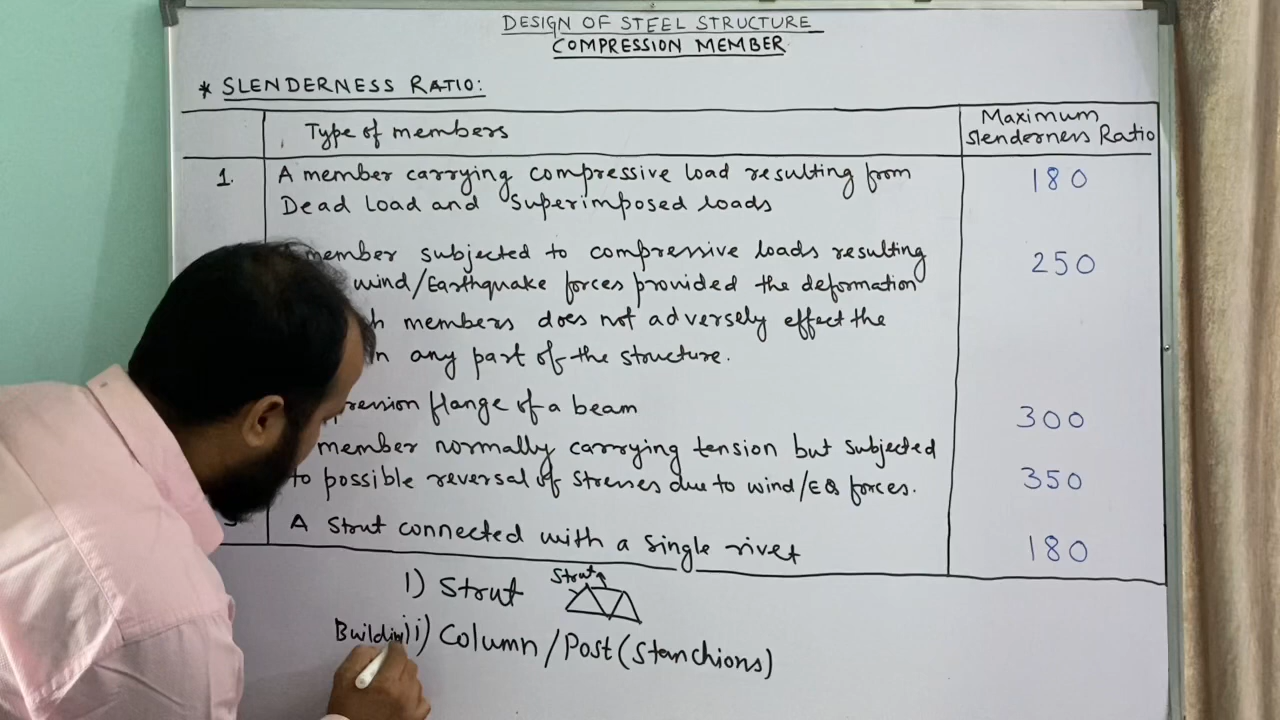 DESIGN OF STEEL STRUCTURE
COMPRESSION MEMBER
* SLENDERNESS RATIO:
Type of members
Maximum
Slenderness Ratio
1. A member carrying compressive load resulting from
Dead Load and Superimposed loads
180
member subjected to compressive loads resulting
wind/Earthquake forces provided the deformation
members does not adversely effect the
any part of the structure.
250
flange of a beam
300
member normally carrying tension but subjected
to possible reversal of stresses due to wind/EQ forces.
350
A Strut connected with a single rivet
180
1) Strut
Strut
Building ii) Column/Post (Stanchions)